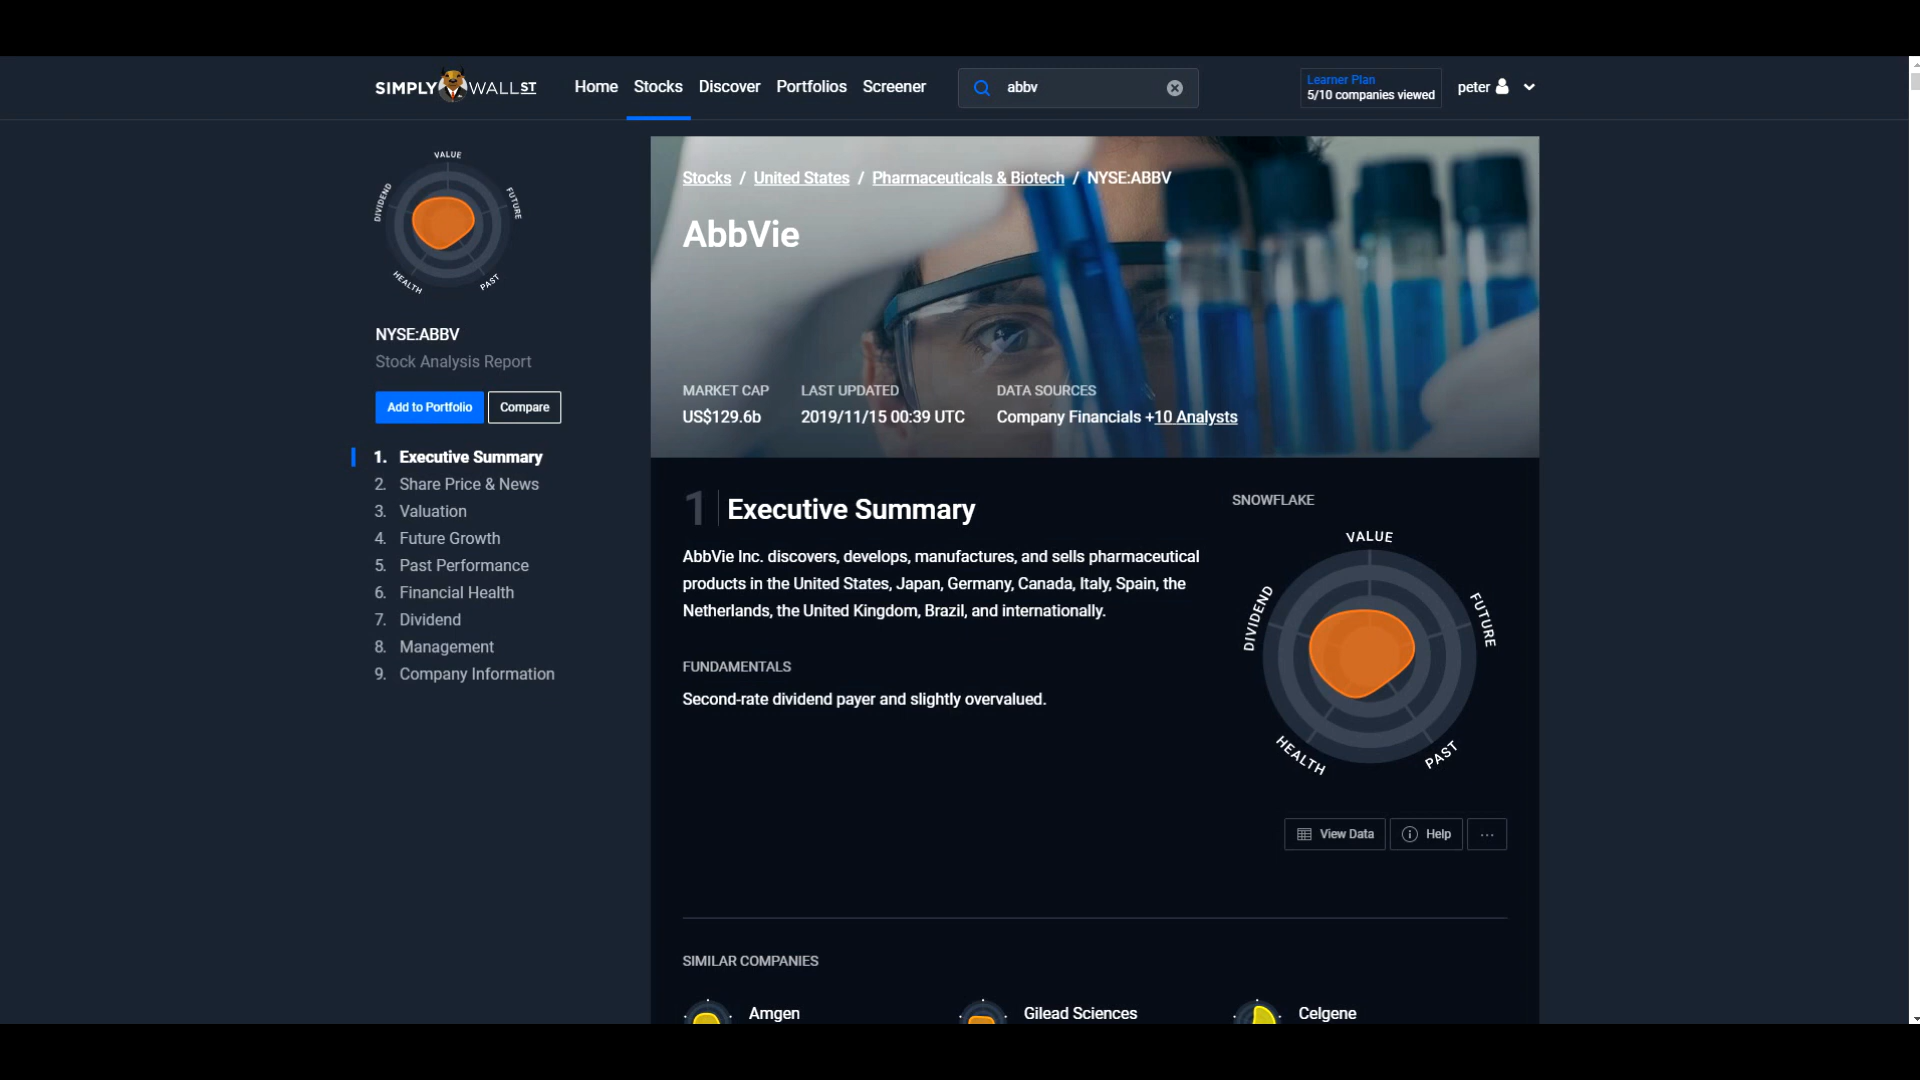 SIMPLY WALLST
Home
Stocks
Discover
Portfolios
Screener
abbv
Learner Plan
5/10 companies viewed
peter
VALUE
FUTURE
PAST
HEALTH
DIVIDEND
NYSE:ABBV
Stock Analysis Report
Add to Portfolio
Compare
1. Executive Summary
2. Share Price & News
3. Valuation
4. Future Growth
5. Past Performance
6. Financial Health
7. Dividend
8. Management
9. Company Information
Stocks / United States / Pharmaceuticals & Biotech / NYSE:ABBV
AbbVie
MARKET CAP
US$129.6b
LAST UPDATED
2019/11/15 00:39 UTC
DATA SOURCES
Company Financials +10 Analysts
1 Executive Summary
AbbVie Inc. discovers, develops, manufactures, and sells pharmaceutical
products in the United States, Japan, Germany, Canada, Italy, Spain, the
Netherlands, the United Kingdom, Brazil, and internationally.
FUNDAMENTALS
Second-rate dividend payer and slightly overvalued.
SNOWFLAKE
VALUE
FUTURE
PAST
HEALTH
DIVIDEND
View Data
Help
...
SIMILAR COMPANIES
Amgen
Gilead Sciences
Celgene